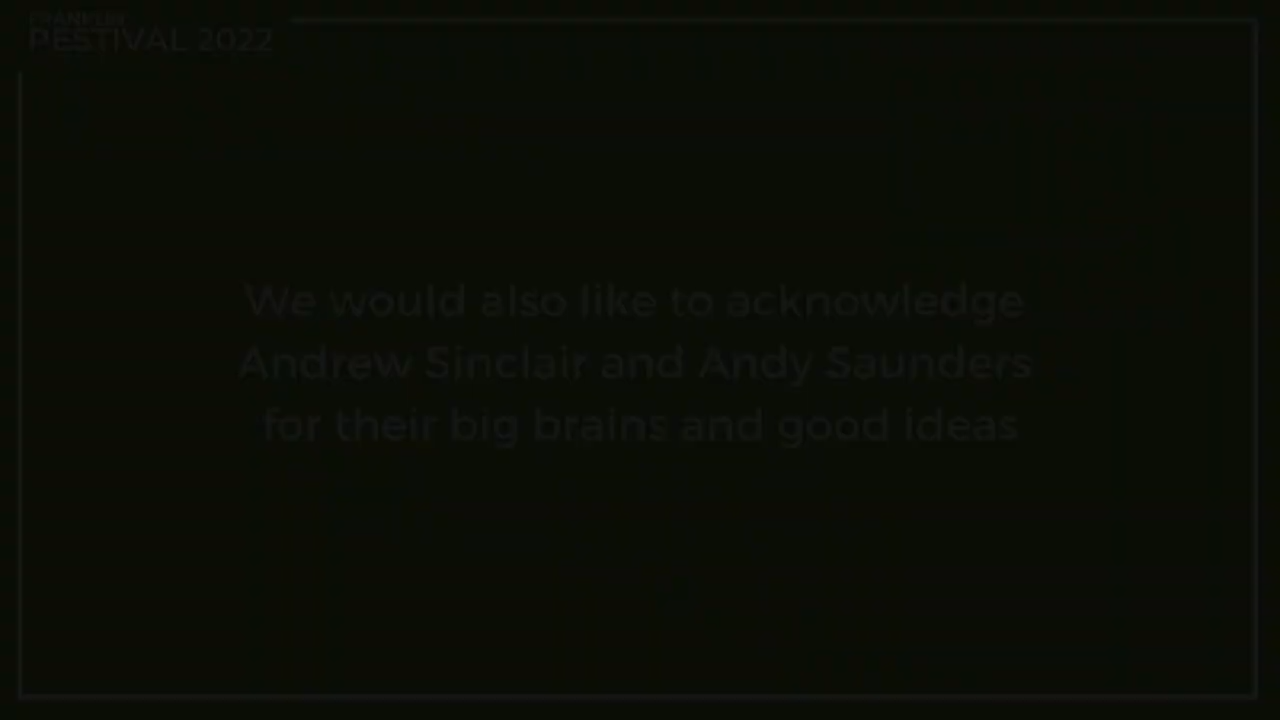 PESTIVAL 2022
We would also like to acknowledge
Andrew Sinclair and Andy Saunders
for their big brains and good ideas